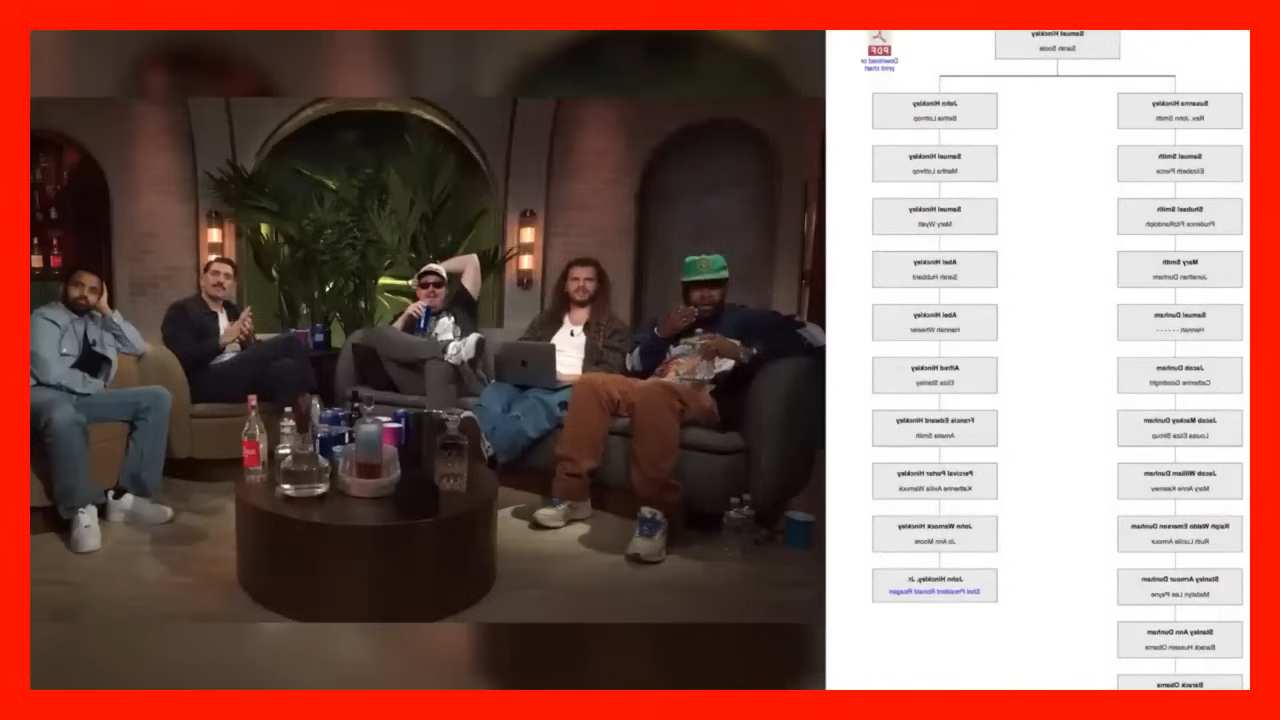 Samuel Hinckley
Sarah Soole
PDF
Download or
print chart
John Hinckley
Bethia Lothrop
Susanna Hinckley
Rev. John Smith
Samuel Hinckley
Martha Lothrop
Samuel Smith
Elizabeth Pierce
Samuel Hinckley
Mary Wyatt
Shubael Smith
Prudence FitzRandolph
Abel Hinckley
Sarah Hubbard
Mary Smith
Jonathan Dunham
Abel Hinckley
Hannah Wheeler
Samuel Dunham
Hannah - - - - - -
Alfred Hinckley
Eliza Stanley
Jacob Dunham
Catherine Goodnight
Francis Edward Hinckley
Amelia Smith
Jacob Mackey Dunham
Louisa Eliza Stroup
Percival Porter Hinckley
Katherine Avilla Warnock
Jacob William Dunham
Mary Anne Kearney
John Warnock Hinckley
Jo Ann Moore
Ralph Waldo Emerson Dunham
Ruth Lucille Armour
John Hinckley, Jr.
Shot President Ronald Reagan
Stanley Armour Dunham
Madelyn Lee Payne
Stanley Ann Dunham
Barack Hussein Obama
Barack Obama